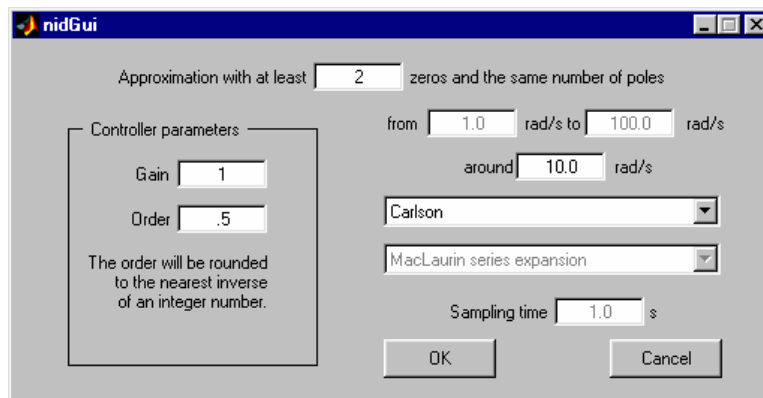 nidGui
Approximation with at least 2 zeros and the same number of poles
Controller parameters
Gain 1
Order .5
The order will be rounded
to the nearest inverse
of an integer number.
from 1.0 rad/s to 100.0 rad/s
around 10.0 rad/s
Carlson
MacLaurin series expansion
Sampling time 1.0 s
OK Cancel